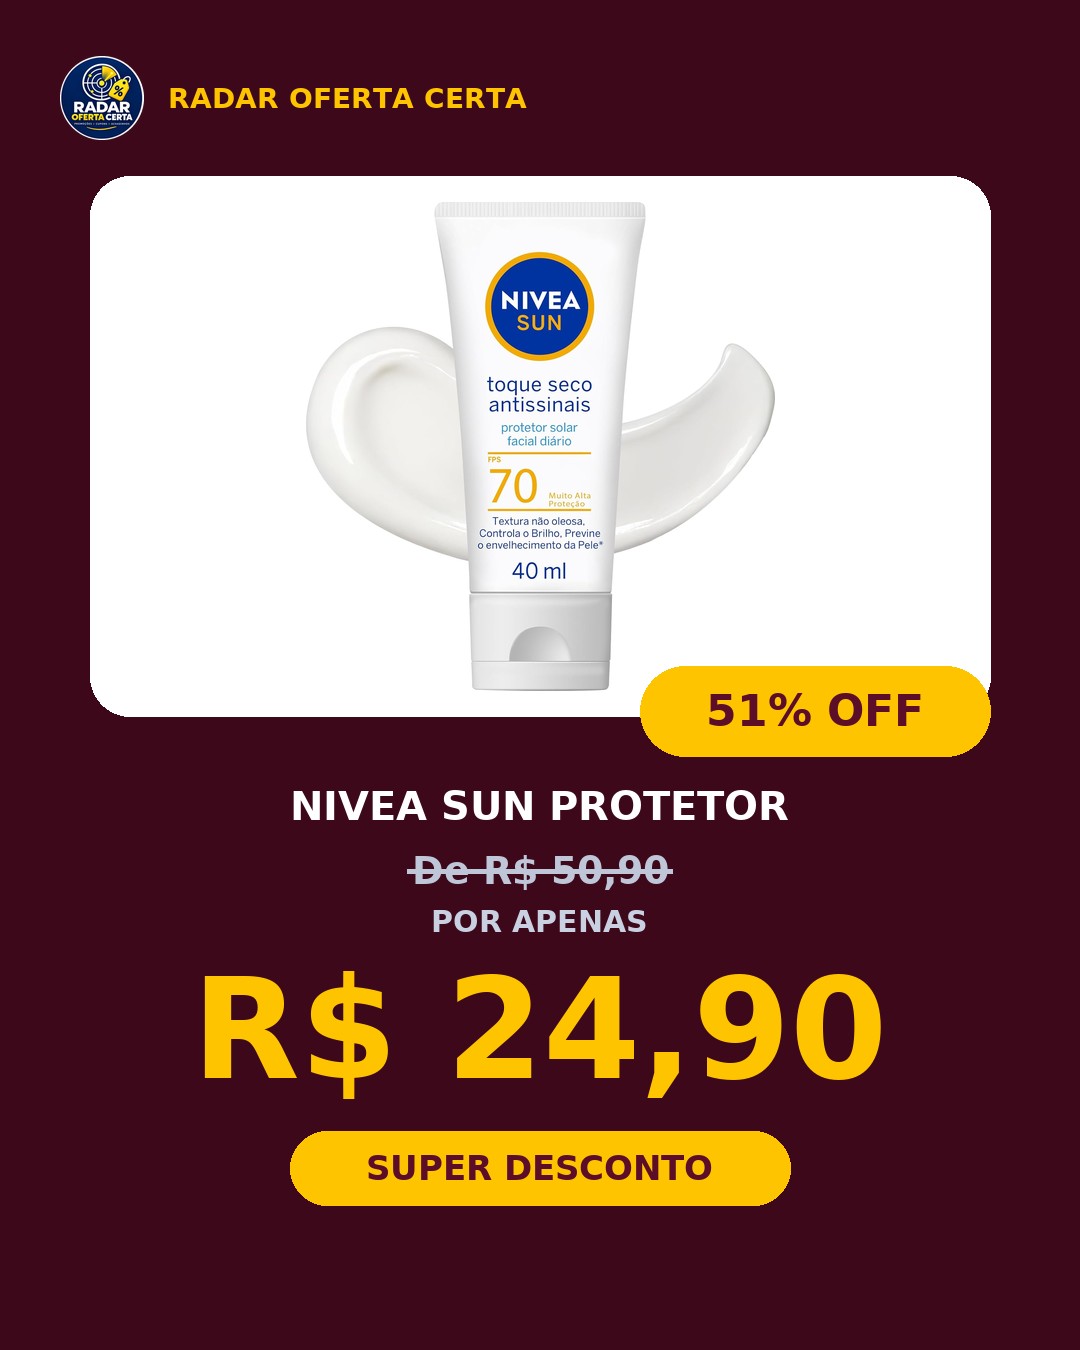 RADAR
OFERTA CERTA
RADAR OFERTA CERTA
%
NIVEA
SUN
toque seco
antissinais
protetor solar
facial diário
FPS
70
Muito Alta
Proteção
Textura não oleosa,
Controla o Brilho, Previne
o envelhecimento da Pele*
40 ml
51% OFF
NIVEA SUN PROTETOR
De R$ 50,90
POR APENAS
R$ 24,90
SUPER DESCONTO